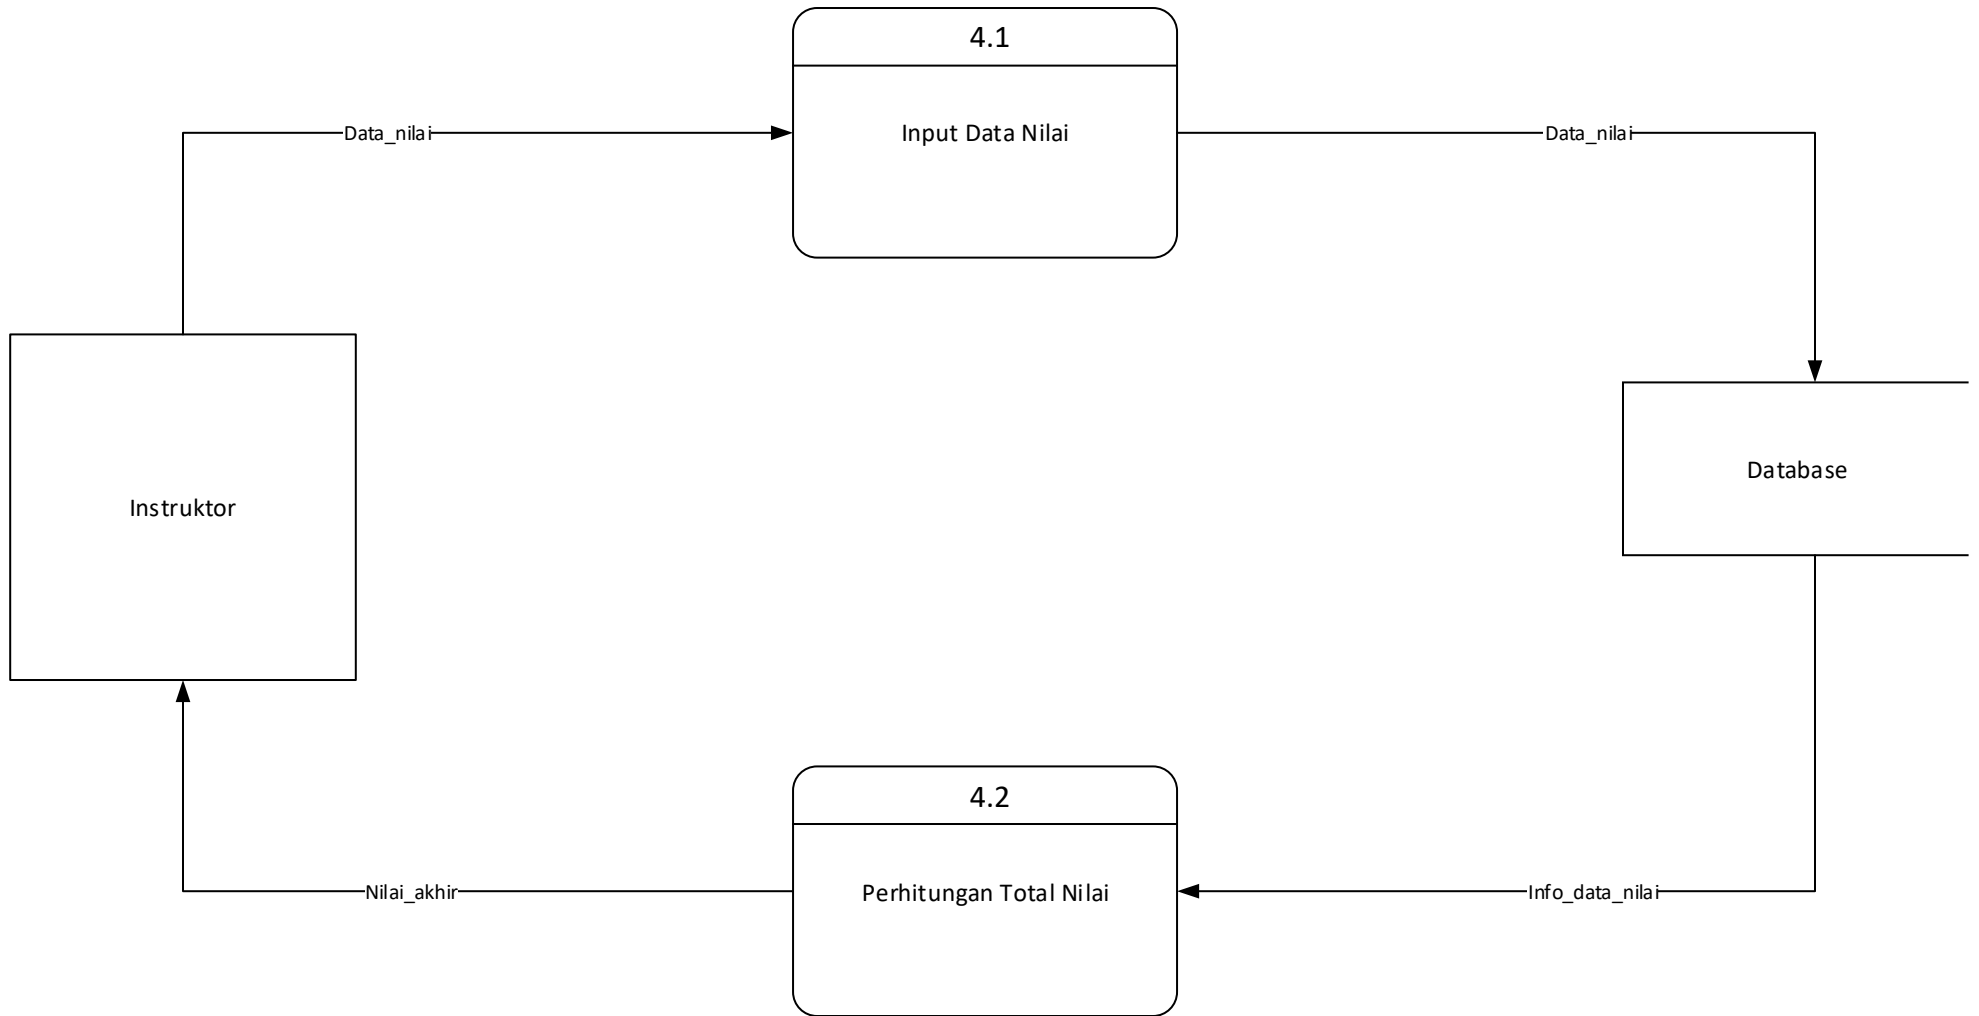 4.1
Input Data Nilai
Data_nilai
Data_nilai
Instruktor
Database
4.2
Perhitungan Total Nilai
Nilai_akhir
Info_data_nilai